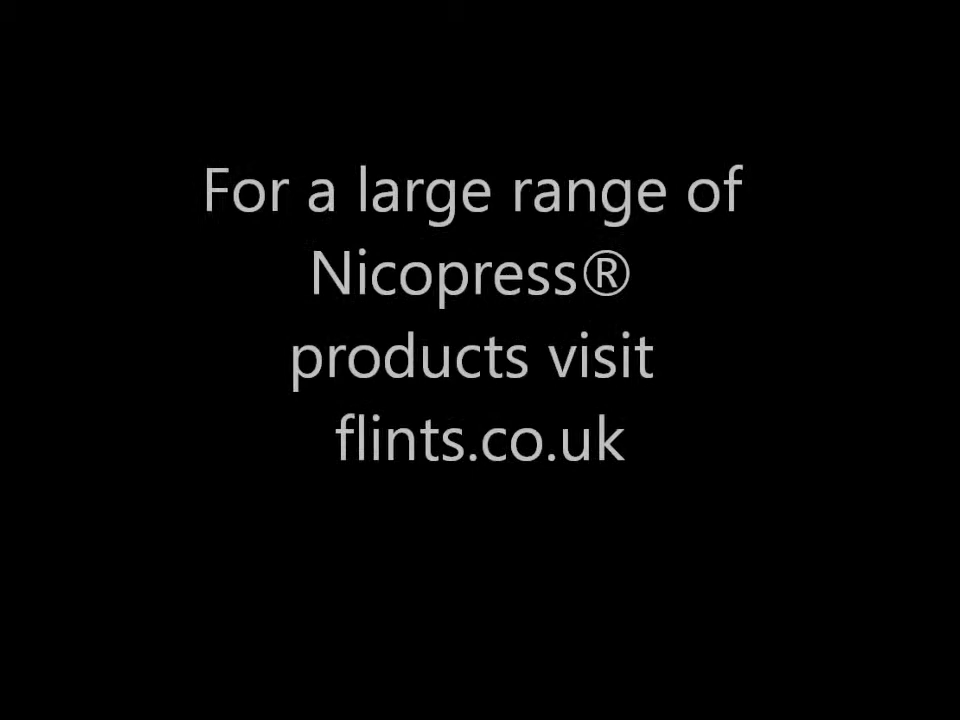 For a large range of
Nicopress®
products visit
flints.co.uk